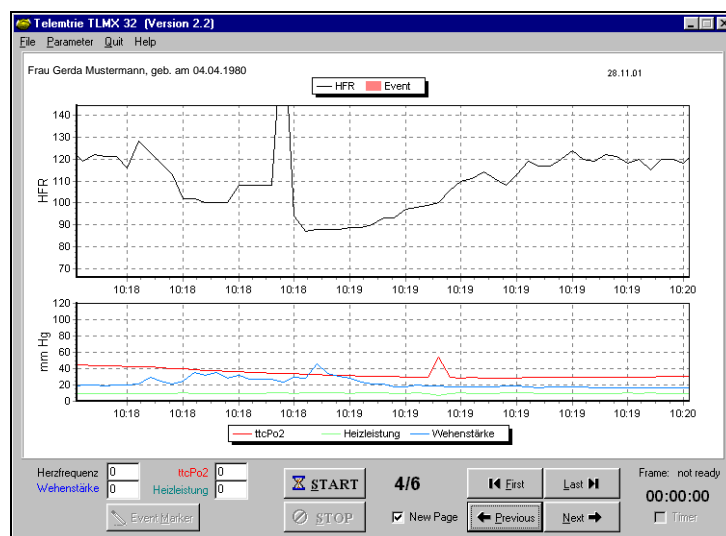 Telemtrie TLMX 32 (Version 2.2)
File Parameter Quit Help
Frau Gerda Mustermann, geb. am 04.04.1980
28.11.01
HFR Event
140
130
120
110
100
90
80
70
HFR
10:18 10:18 10:18 10:18 10:19 10:19 10:19 10:19 10:19 10:19 10:20
120
100
80
60
40
20
0
mm Hg
10:18 10:18 10:18 10:18 10:19 10:19 10:19 10:19 10:19 10:19 10:20
ttcPo2 Heizleistung Wehenstärke
Herzfrequenz 0 ttcPo2 0
Wehenstärke 0 Heizleistung 0
Event Marker
START
STOP
4/6
New Page
First Last
Previous Next
Frame: not ready
00:00:00
Timer